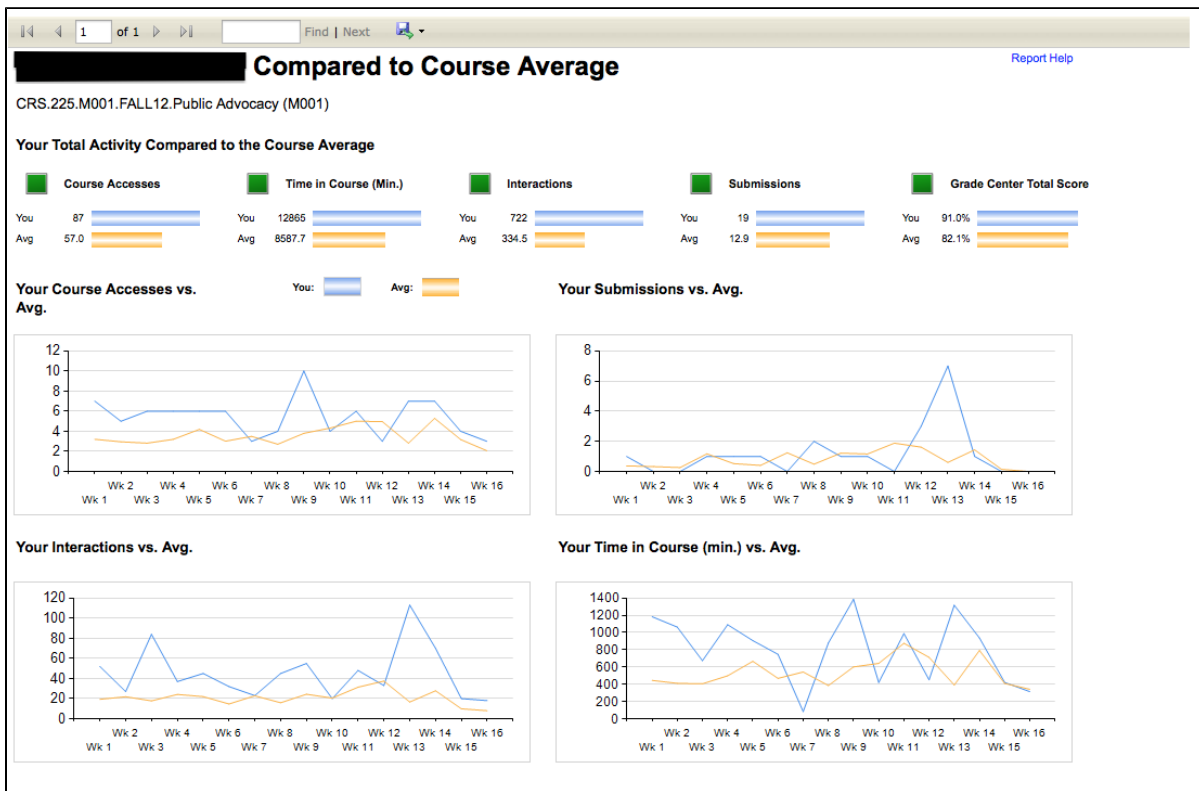 1 of 1 Find | Next
Compared to Course Average
Report Help
CRS.225.M001.FALL12.Public Advocacy (M001)
Your Total Activity Compared to the Course Average
Course Accesses Time in Course (Min.) Interactions Submissions Grade Center Total Score
You 87 You 12865 You 722 You 19 You 91.0%
Avg 57.0 Avg 8587.7 Avg 334.5 Avg 12.9 Avg 82.1%
Your Course Accesses vs.
Avg.
You: Avg:
Your Submissions vs. Avg.
12
10
8
6
4
2
0
Wk 2 Wk 4 Wk 6 Wk 8 Wk 10 Wk 12 Wk 14 Wk 16
Wk 1 Wk 3 Wk 5 Wk 7 Wk 9 Wk 11 Wk 13 Wk 15
8
6
4
2
0
Wk 2 Wk 4 Wk 6 Wk 8 Wk 10 Wk 12 Wk 14 Wk 16
Wk 1 Wk 3 Wk 5 Wk 7 Wk 9 Wk 11 Wk 13 Wk 15
Your Interactions vs. Avg.
Your Time in Course (min.) vs. Avg.
120
100
80
60
40
20
0
Wk 2 Wk 4 Wk 6 Wk 8 Wk 10 Wk 12 Wk 14 Wk 16
Wk 1 Wk 3 Wk 5 Wk 7 Wk 9 Wk 11 Wk 13 Wk 15
1400
1200
1000
800
600
400
200
0
Wk 2 Wk 4 Wk 6 Wk 8 Wk 10 Wk 12 Wk 14 Wk 16
Wk 1 Wk 3 Wk 5 Wk 7 Wk 9 Wk 11 Wk 13 Wk 15